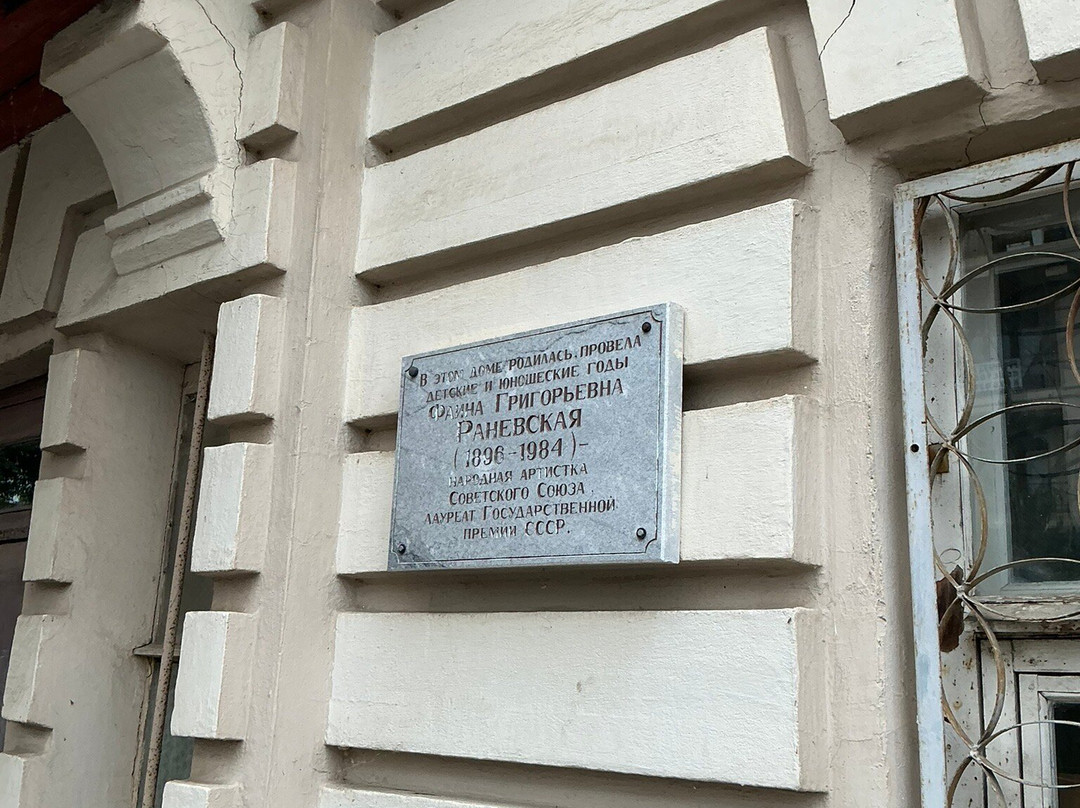 В ЭТОМ ДОМЕ РОДИЛАСЬ, ПРОВЕЛА
ДЕТСКИЕ И ЮНОШЕСКИЕ ГОДЫ
ФАИНА ГРИГОРЬЕВНА
РАНЕВСКАЯ
(1896-1984)-
НАРОДНАЯ АРТИСТКА
СОВЕТСКОГО СОЮЗА,
ЛАУРЕАТ ГОСУДАРСТВЕННОЙ
ПРЕМИИ СССР.